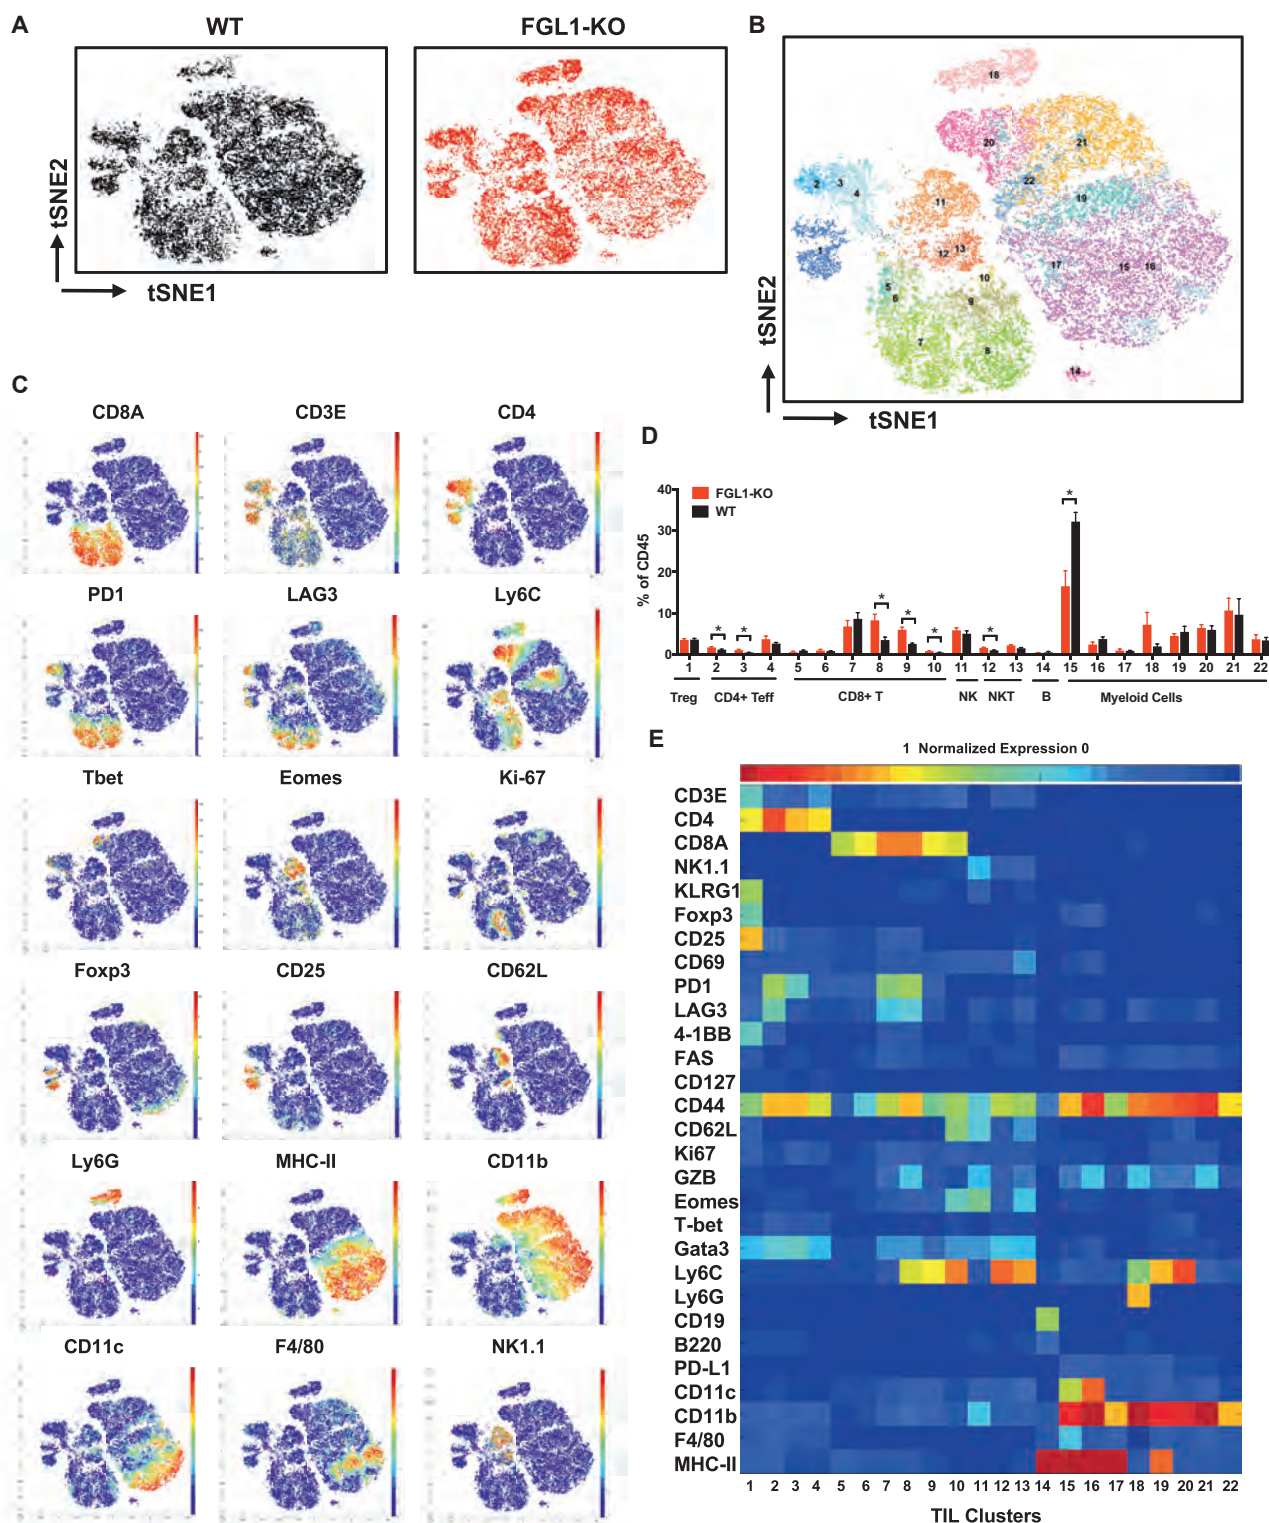 A
WT
FGL1-KO
tSNE2
tSNE1
B
18
20
21
2
3
4
22
19
11
1
12
13
17
15
16
10
5
6
9
7
8
14
tSNE2
tSNE1
C
CD8A
CD3E
CD4
PD1
LAG3
Ly6C
Tbet
Eomes
Ki-67
Foxp3
CD25
CD62L
Ly6G
MHC-II
CD11b
CD11c
F4/80
NK1.1
D
% of CD45
40
30
20
10
0
FGL1-KO
WT
* * * * * * *
1 2 3 4 5 6 7 8 9 10 11 12 13 14 15 16 17 18 19 20 21 22
Treg CD4+ Teff CD8+ T NK NKT B Myeloid Cells
E
1 Normalized Expression 0
CD3E
CD4
CD8A
NK1.1
KLRG1
Foxp3
CD25
CD69
PD1
LAG3
4-1BB
FAS
CD127
CD44
CD62L
Ki67
GZB
Eomes
T-bet
Gata3
Ly6C
Ly6G
CD19
B220
PD-L1
CD11c
CD11b
F4/80
MHC-II
1 2 3 4 5 6 7 8 9 10 11 12 13 14 15 16 17 18 19 20 21 22
TIL Clusters